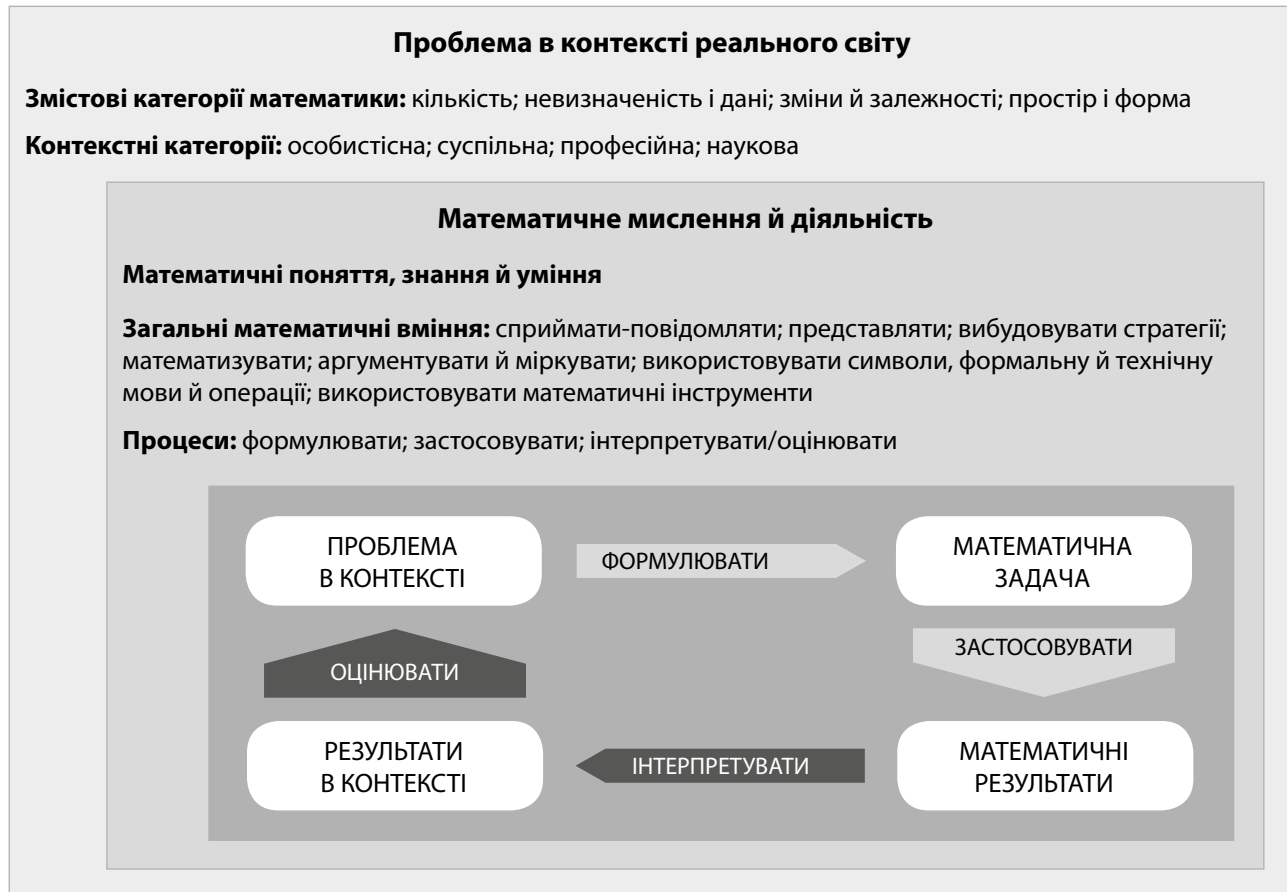 Проблема в контексті реального світу
Змістові категорії математики: кількість; невизначеність і дані; зміни й залежності; простір і форма
Контекстні категорії: особистісна; суспільна; професійна; наукова
Математичне мислення й діяльність
Математичні поняття, знання й уміння
Загальні математичні вміння: сприймати-повідомляти; представляти; вибудовувати стратегії;
математизувати; аргументувати й міркувати; використовувати символи, формальну й технічну
мови й операції; використовувати математичні інструменти
Процеси: формулювати; застосовувати; інтерпретувати/оцінювати
ПРОБЛЕМА
В КОНТЕКСТІ
ФОРМУЛЮВАТИ
МАТЕМАТИЧНА
ЗАДАЧА
ОЦІНЮВАТИ
ЗАСТОСОВУВАТИ
РЕЗУЛЬТАТИ
В КОНТЕКСТІ
ІНТЕРПРЕТУВАТИ
МАТЕМАТИЧНІ
РЕЗУЛЬТАТИ